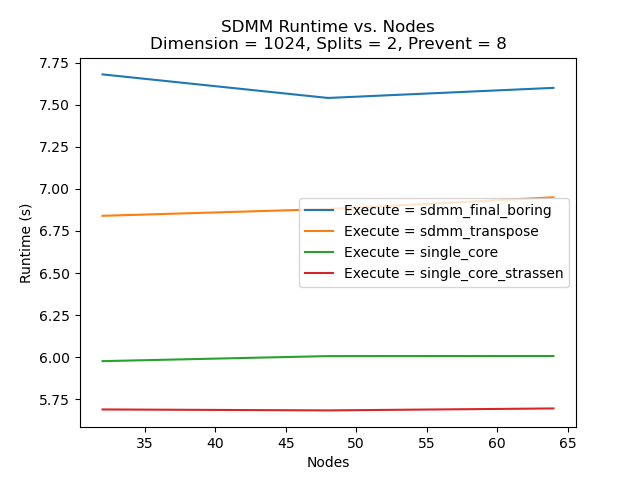 SDMM Runtime vs. Nodes
Dimension = 1024, Splits = 2, Prevent = 8
7.75
7.50
7.25
7.00
6.75
6.50
6.25
6.00
5.75
Runtime (s)
Execute = sdmm_final_boring
Execute = sdmm_transpose
Execute = single_core
Execute = single_core_strassen
35 40 45 50 55 60 65
Nodes